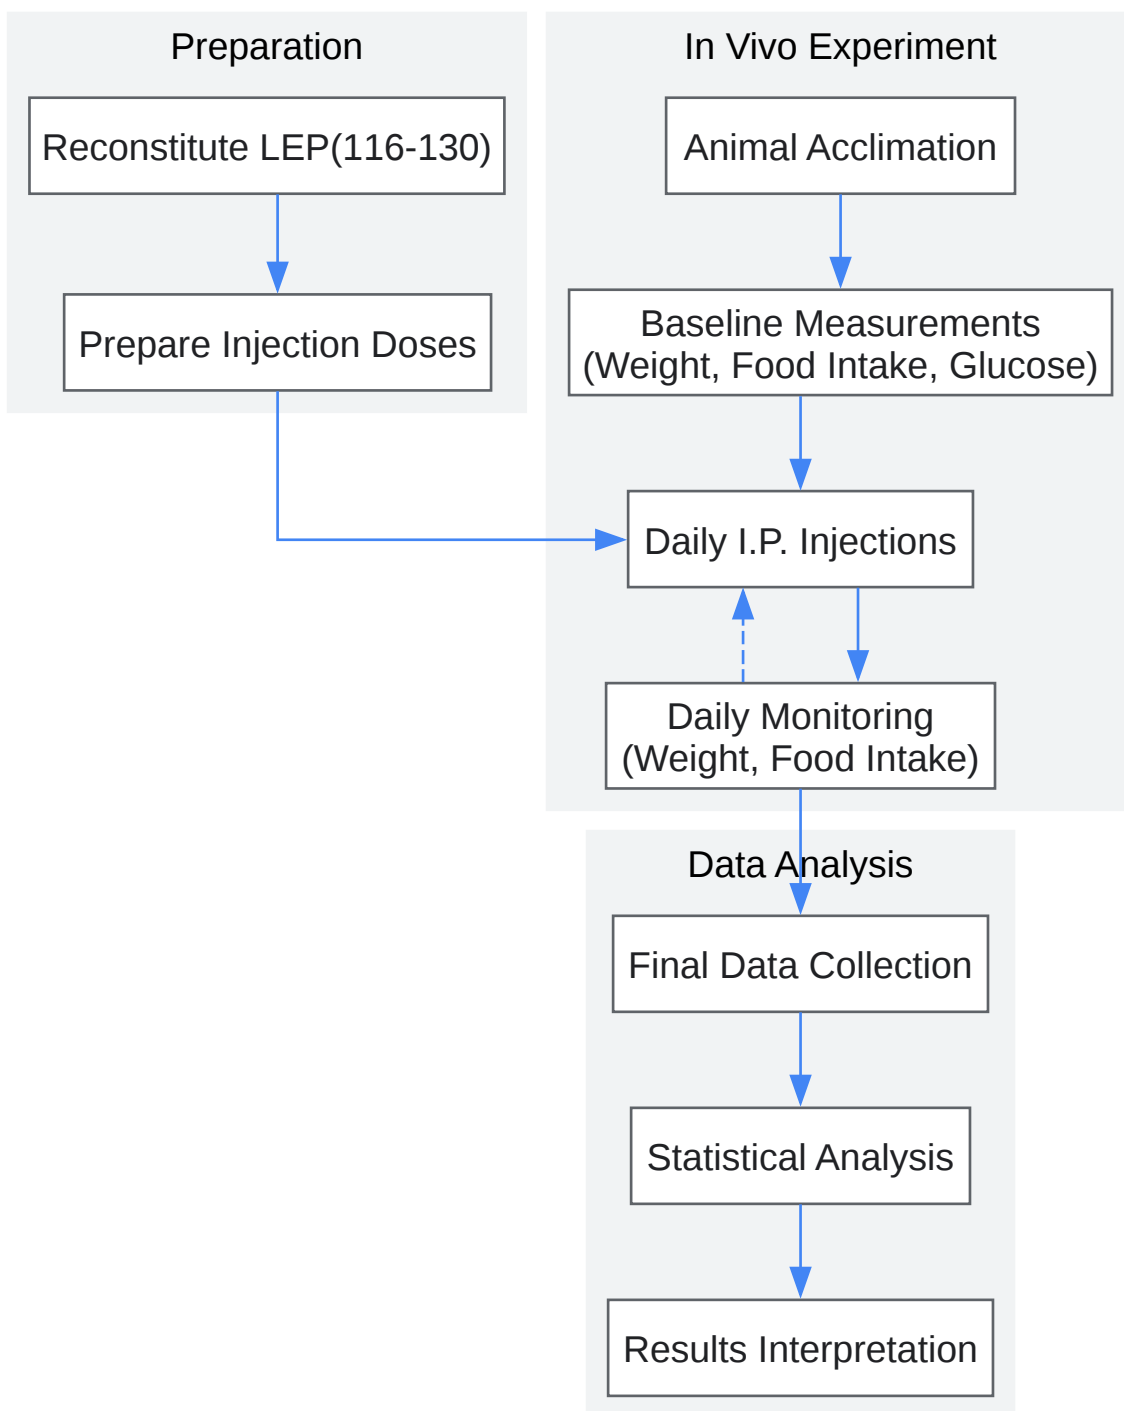 Preparation
Reconstitute LEP(116-130)
Prepare Injection Doses
In Vivo Experiment
Animal Acclimation
Baseline Measurements
(Weight, Food Intake, Glucose)
Daily I.P. Injections
Daily Monitoring
(Weight, Food Intake)
Data Analysis
Final Data Collection
Statistical Analysis
Results Interpretation